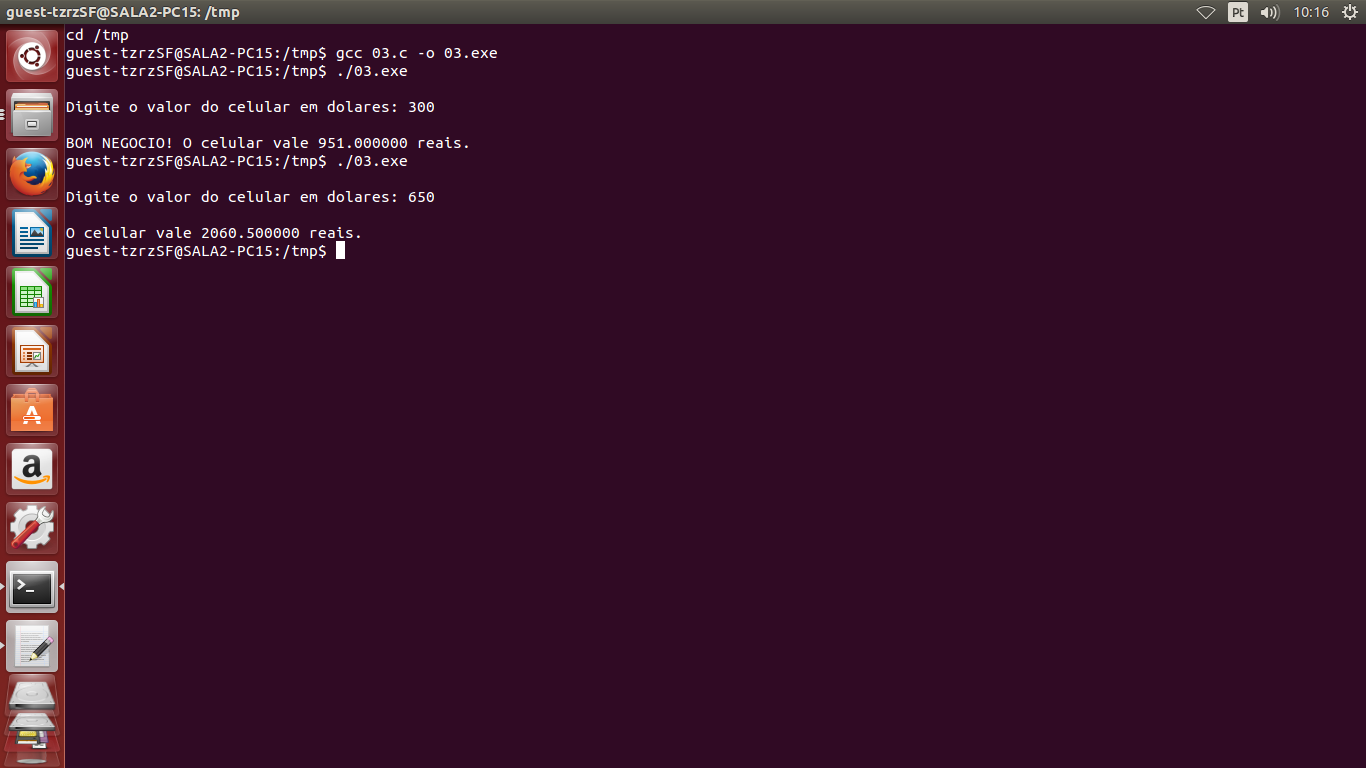 guest-tzrzSF@SALA2-PC15: /tmp
Pt
10:16
cd /tmp
guest-tzrzSF@SALA2-PC15:/tmp$ gcc 03.c -o 03.exe
guest-tzrzSF@SALA2-PC15:/tmp$ ./03.exe
Digite o valor do celular em dolares: 300
BOM NEGOCIO! O celular vale 951.000000 reais.
guest-tzrzSF@SALA2-PC15:/tmp$ ./03.exe
Digite o valor do celular em dolares: 650
O celular vale 2060.500000 reais.
guest-tzrzSF@SALA2-PC15:/tmp$